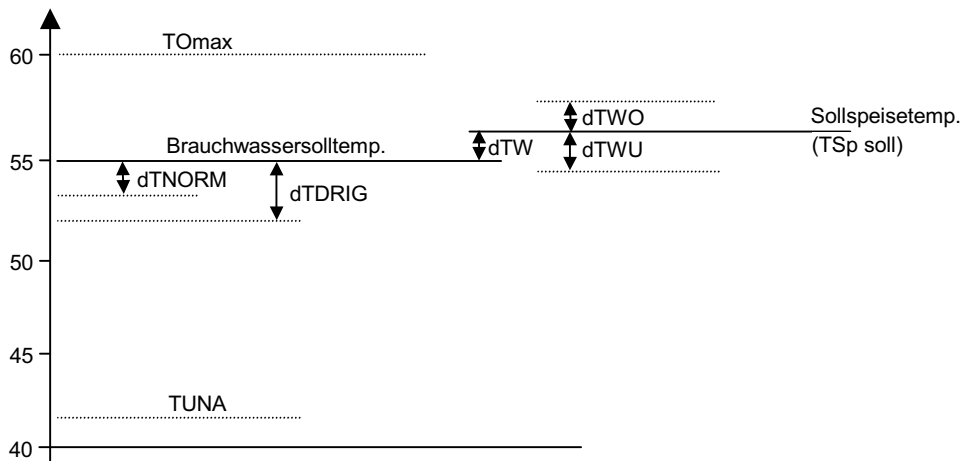 TOmax
60
dTWO
Sollspeisetemp.
Brauchwassersolltemp.
dTW
dTWU
(TSp soll)
55
dTNORM
dTDRIG
50
45
TUNA
40